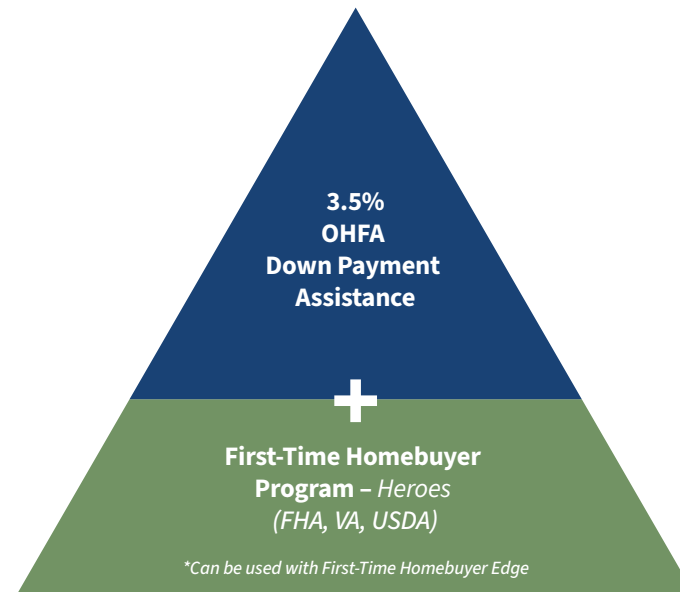 3.5%
OHFA
Down Payment
Assistance
+
First-Time Homebuyer
Program – Heroes
(FHA, VA, USDA)
*Can be used with First-Time Homebuyer Edge